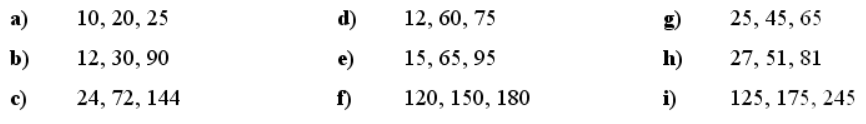 a) 10, 20, 25 d) 12, 60, 75 g) 25, 45, 65
b) 12, 30, 90 e) 15, 65, 95 h) 27, 51, 81
c) 24, 72, 144 f) 120, 150, 180 i) 125, 175, 245